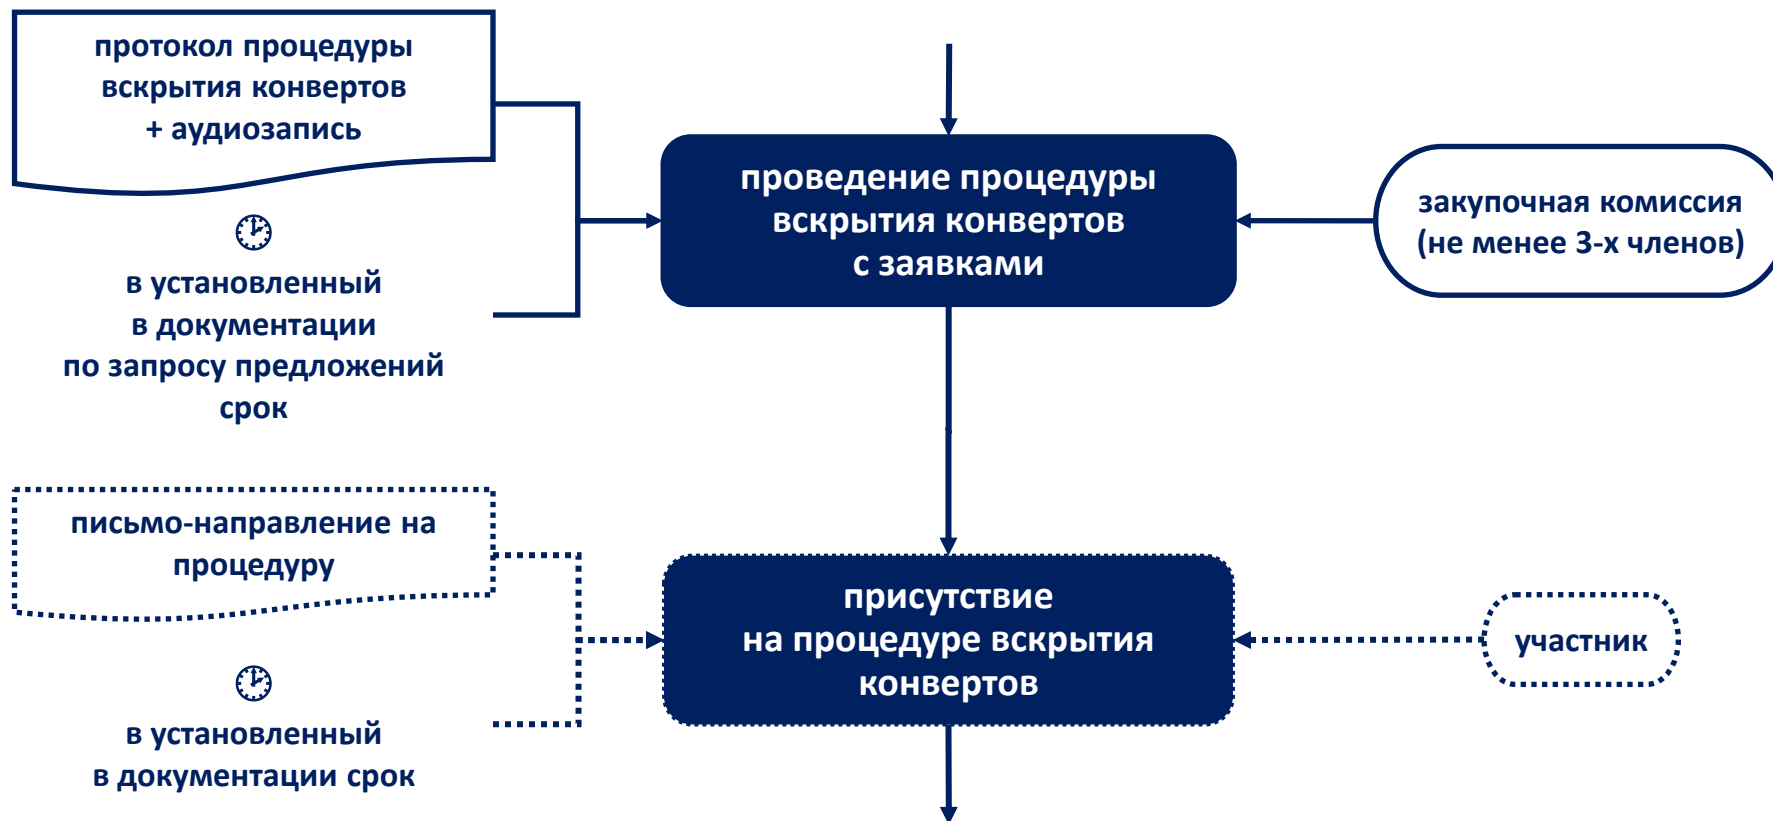 протокол процедуры
вскрытия конвертов
+ аудиозапись
проведение процедуры
вскрытия конвертов
с заявками
закупочная комиссия
(не менее 3-х членов)
в установленный
в документации
по запросу предложений
срок
письмо-направление на
процедуру
присутствие
на процедуре вскрытия
конвертов
участник
в установленный
в документации срок